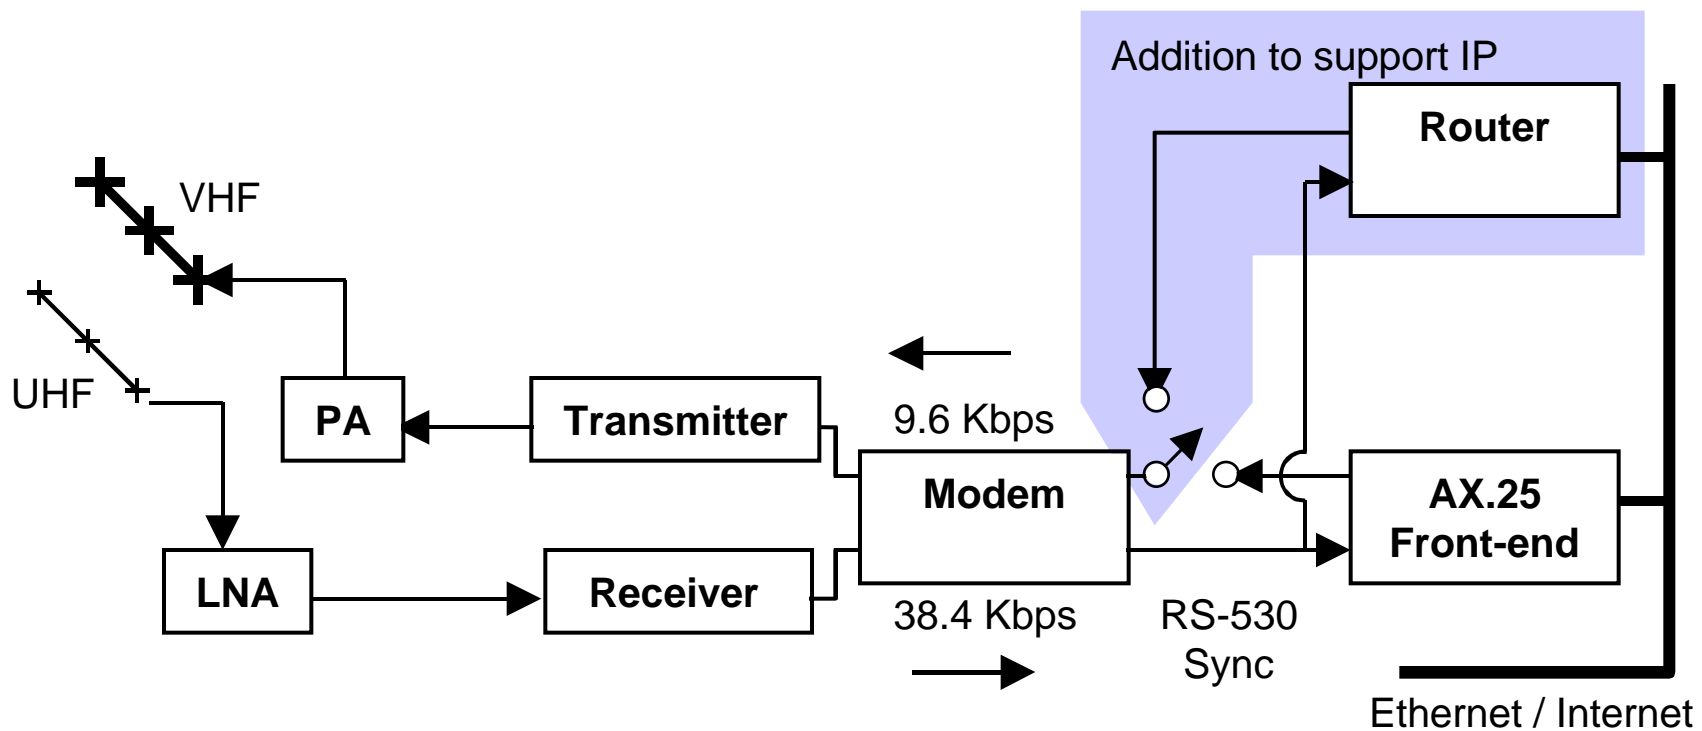 Addition to support IP
Router
VHF
UHF
PA
Transmitter
9.6 Kbps
Modem
AX.25
Front-end
LNA
Receiver
38.4 Kbps
RS-530
Sync
Ethernet / Internet